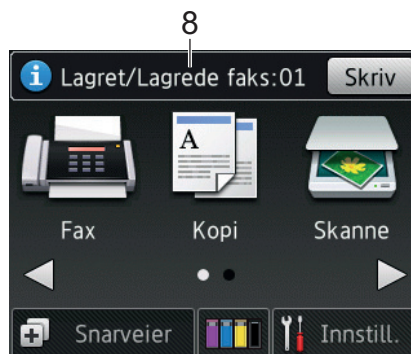 8
Lagret/Lagrede faks:01 Skriv
A
Fax Kopi Skanne
Snarveier Innstill.